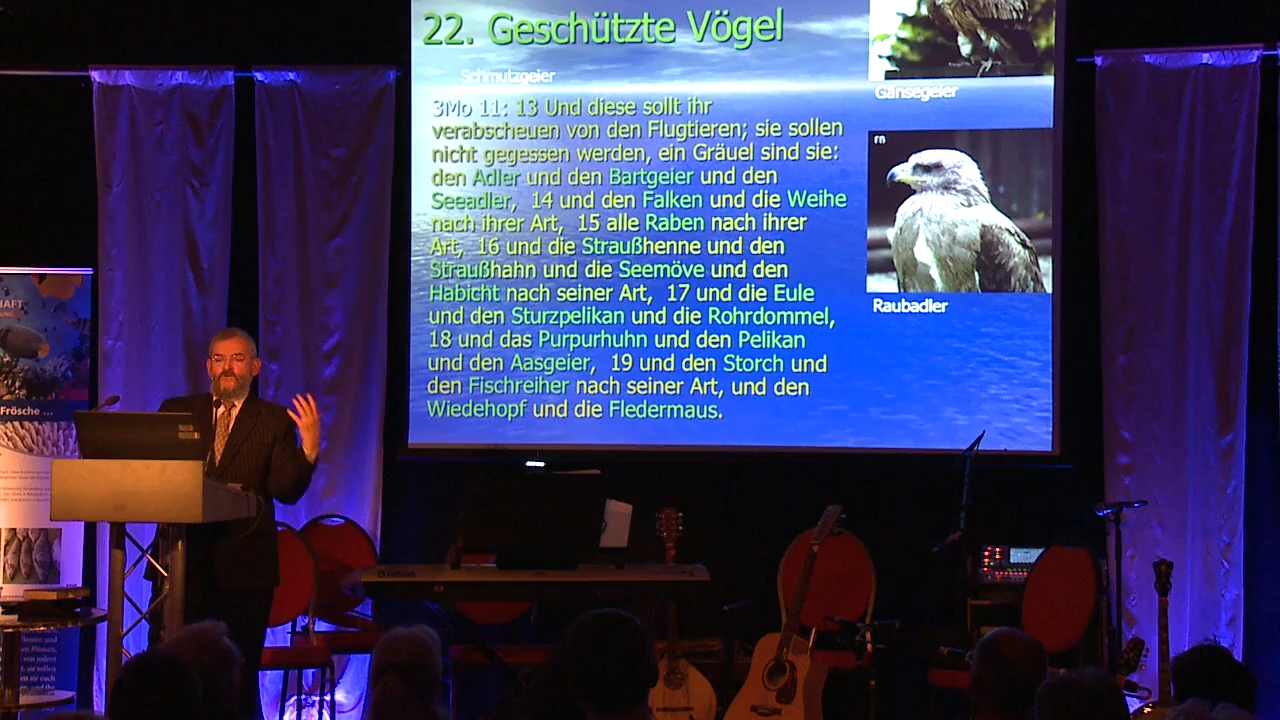 22. Geschützte Vögel
Schmutzgeier
3Mo 11: 13 Und diese sollt ihr
verabscheuen von den Flugtieren; sie sollen
nicht gegessen werden, ein Gräuel sind sie:
den Adler und den Bartgeier und den
Seeadler, 14 und den Falken und die Weihe
nach ihrer Art, 15 alle Raben nach ihrer
Art, 16 und die Straußhenne und den
Straußhahn und die Seemöve und den
Habicht nach seiner Art, 17 und die Eule
und den Sturzpelikan und die Rohrdommel,
18 und das Purpurhuhn und den Pelikan
und den Aasgeier, 19 und den Storch und
den Fischreiher nach seiner Art, und den
Wiedehopf und die Fledermaus.
Gänsegeier
Raubadler
Frösche ...
YAMAHA